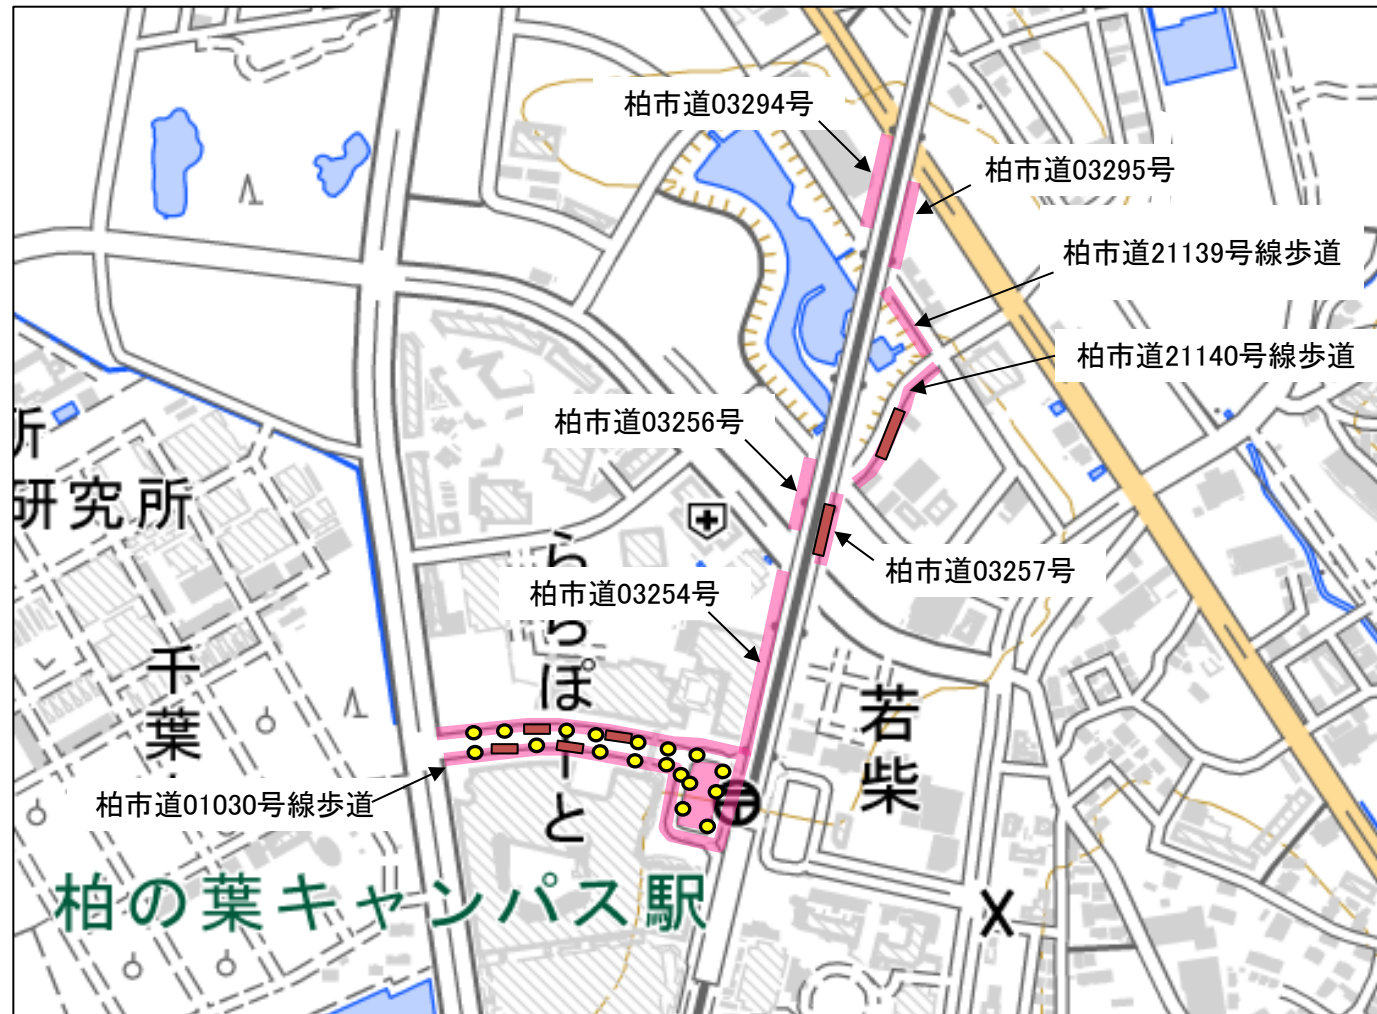 柏市道03294号
柏市道03295号
柏市道21139号線歩道
柏市道21140号線歩道
柏市道03256号
所
研究所
柏市道03257号
柏市道03254号
ららぽーと
千葉
若柴
柏市道01030号線歩道
柏の葉キャンパス駅